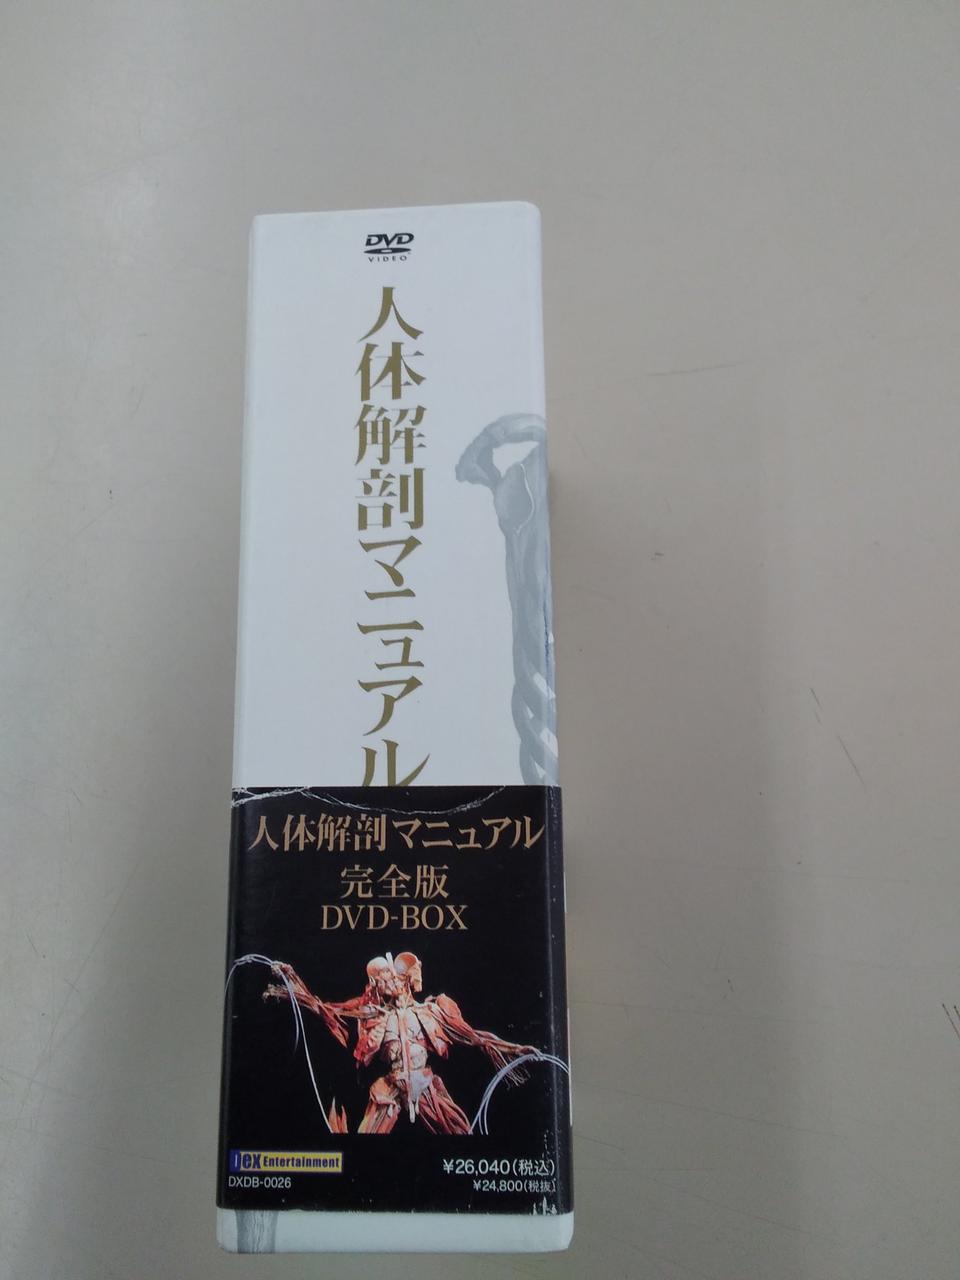 DVD
VIDEO
人体解剖マニュアル
人体解剖マニュアル
完全版
DVD-BOX
Dex Entertainment
DXDB-0026
¥26,040(税込)
¥24,800(税抜)